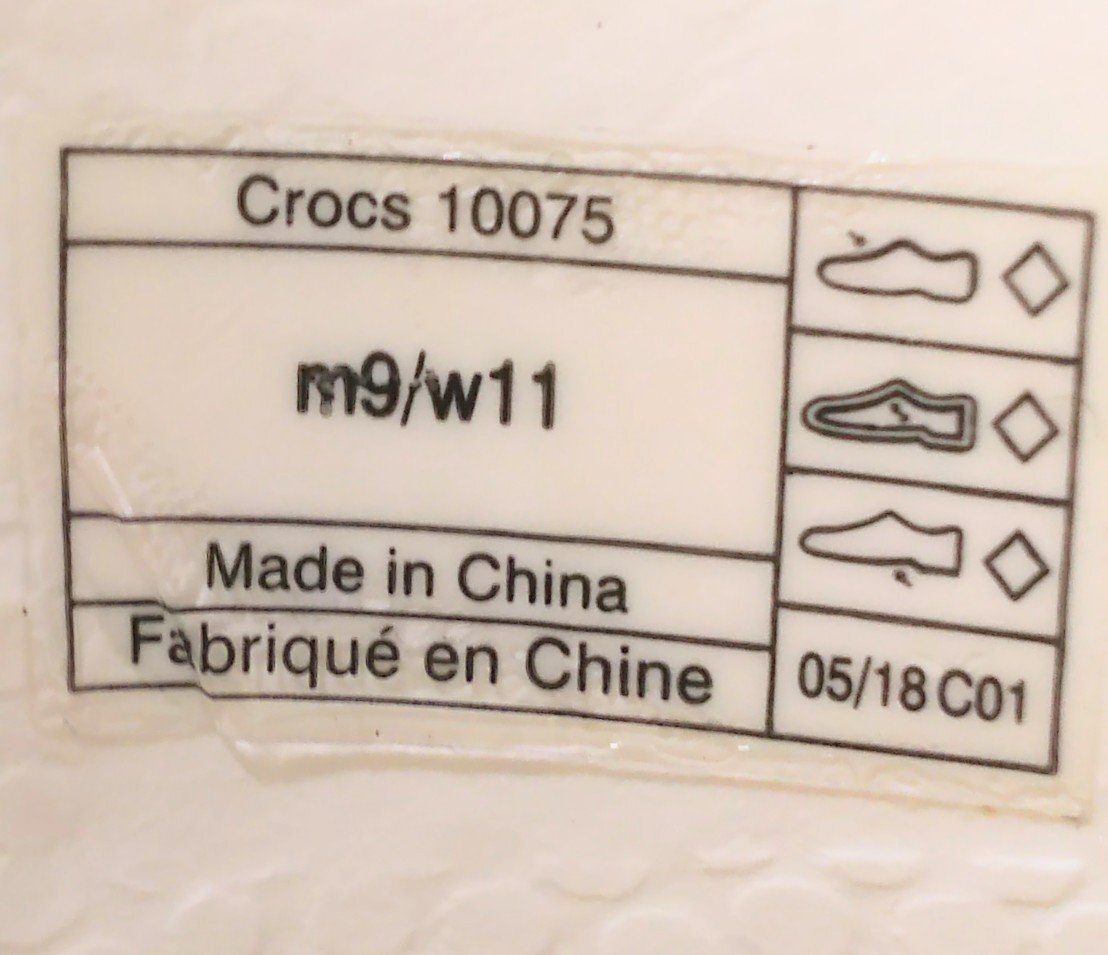 Crocs 10075
m9/w11
Made in China
Fabriqué en Chine
05/18 C01